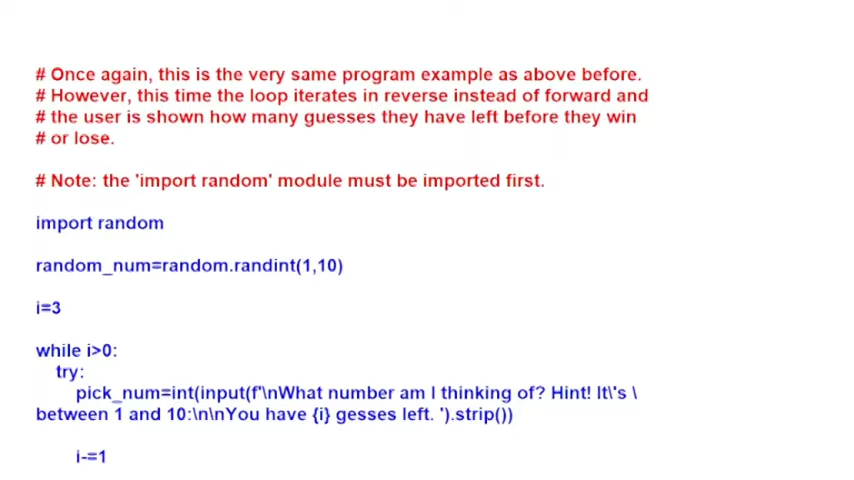 # Once again, this is the very same program example as above before.
# However, this time the loop iterates in reverse instead of forward and
# the user is shown how many guesses they have left before they win
# or lose.
# Note: the 'import random' module must be imported first.
import random
random_num=random.randint(1,10)
i=3
while i>0:
    try:
        pick_num=int(input(f'\nWhat number am I thinking of? Hint! It\'s \
between 1 and 10:\n\nYou have {i} gesses left. ').strip())
        i-=1